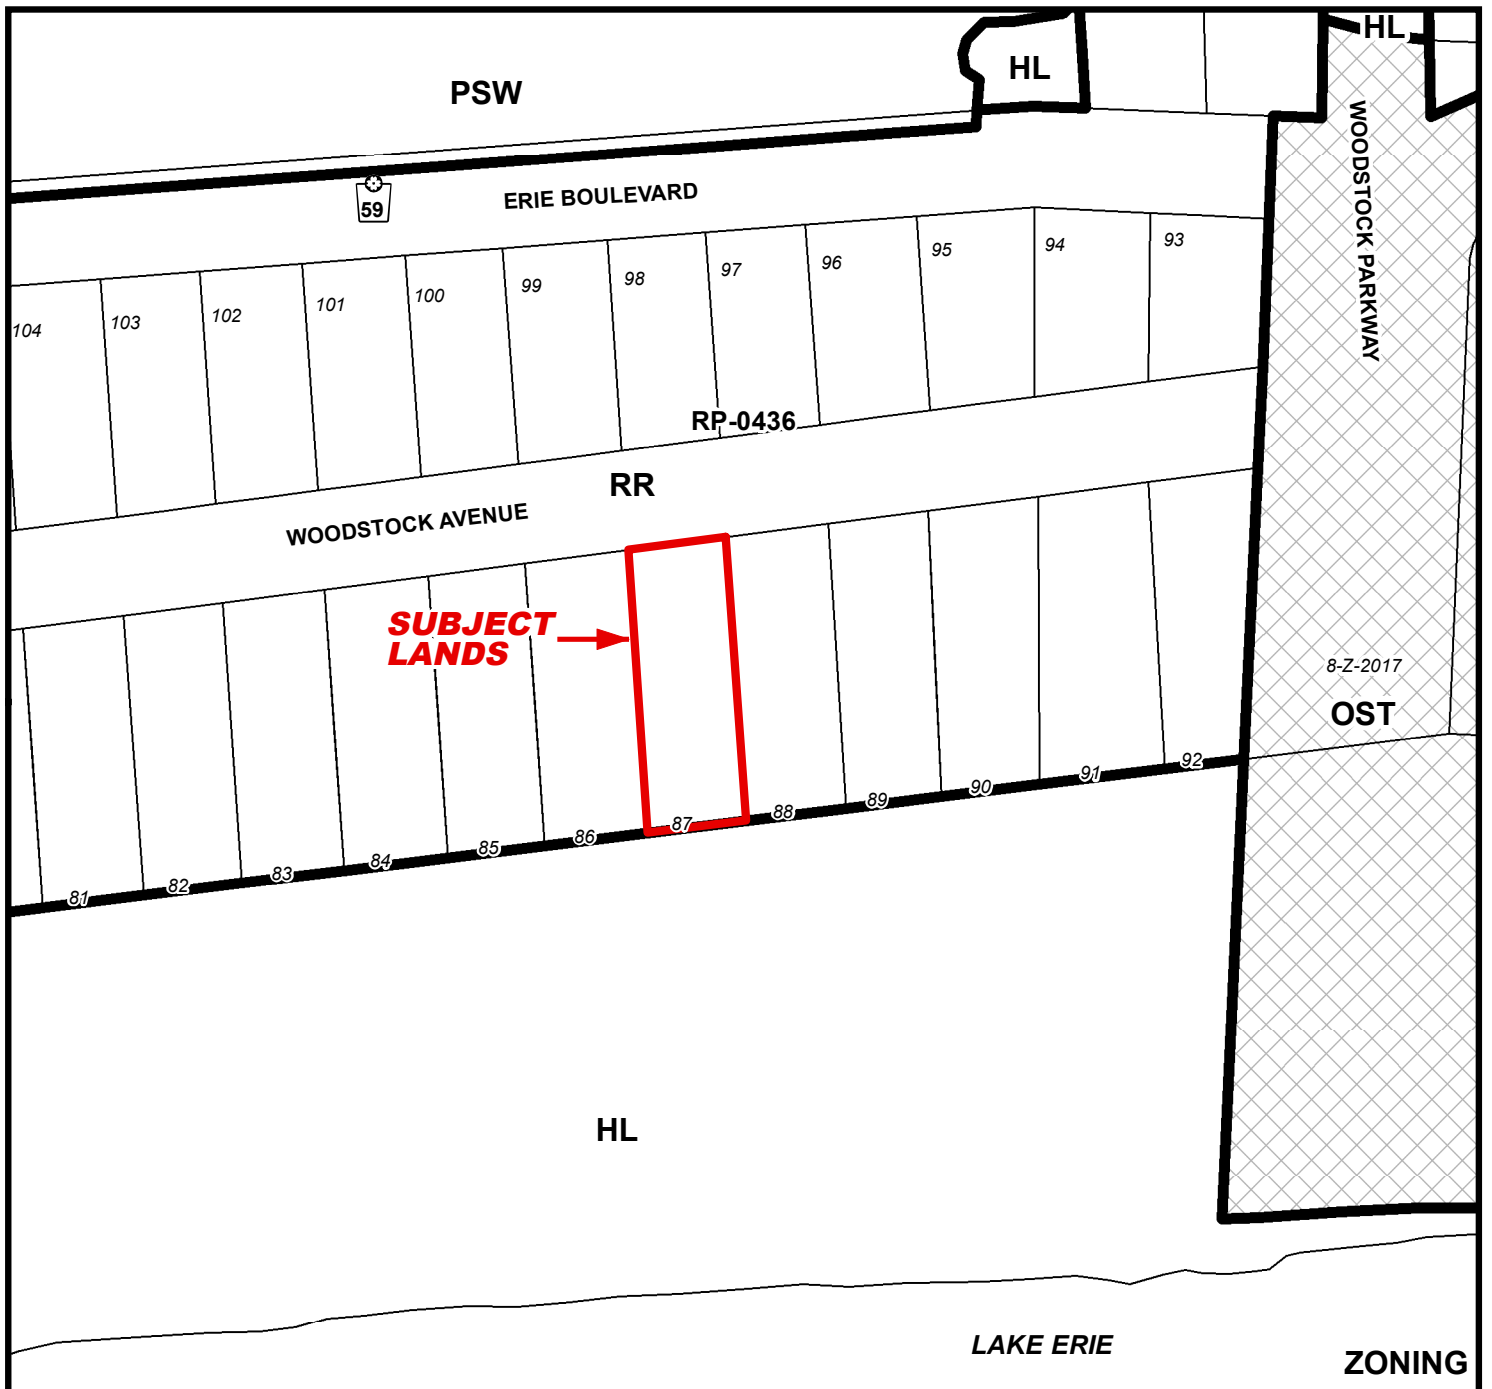 HL
HL
PSW
WOODSTOCK PARKWAY
ERIE BOULEVARD
59
93
94
95
96
97
98
99
100
101
102
103
104
RP-0436
RR
WOODSTOCK AVENUE
SUBJECT
LANDS
8-Z-2017
OST
92
91
90
89
88
87
86
85
84
83
82
81
HL
LAKE ERIE
ZONING